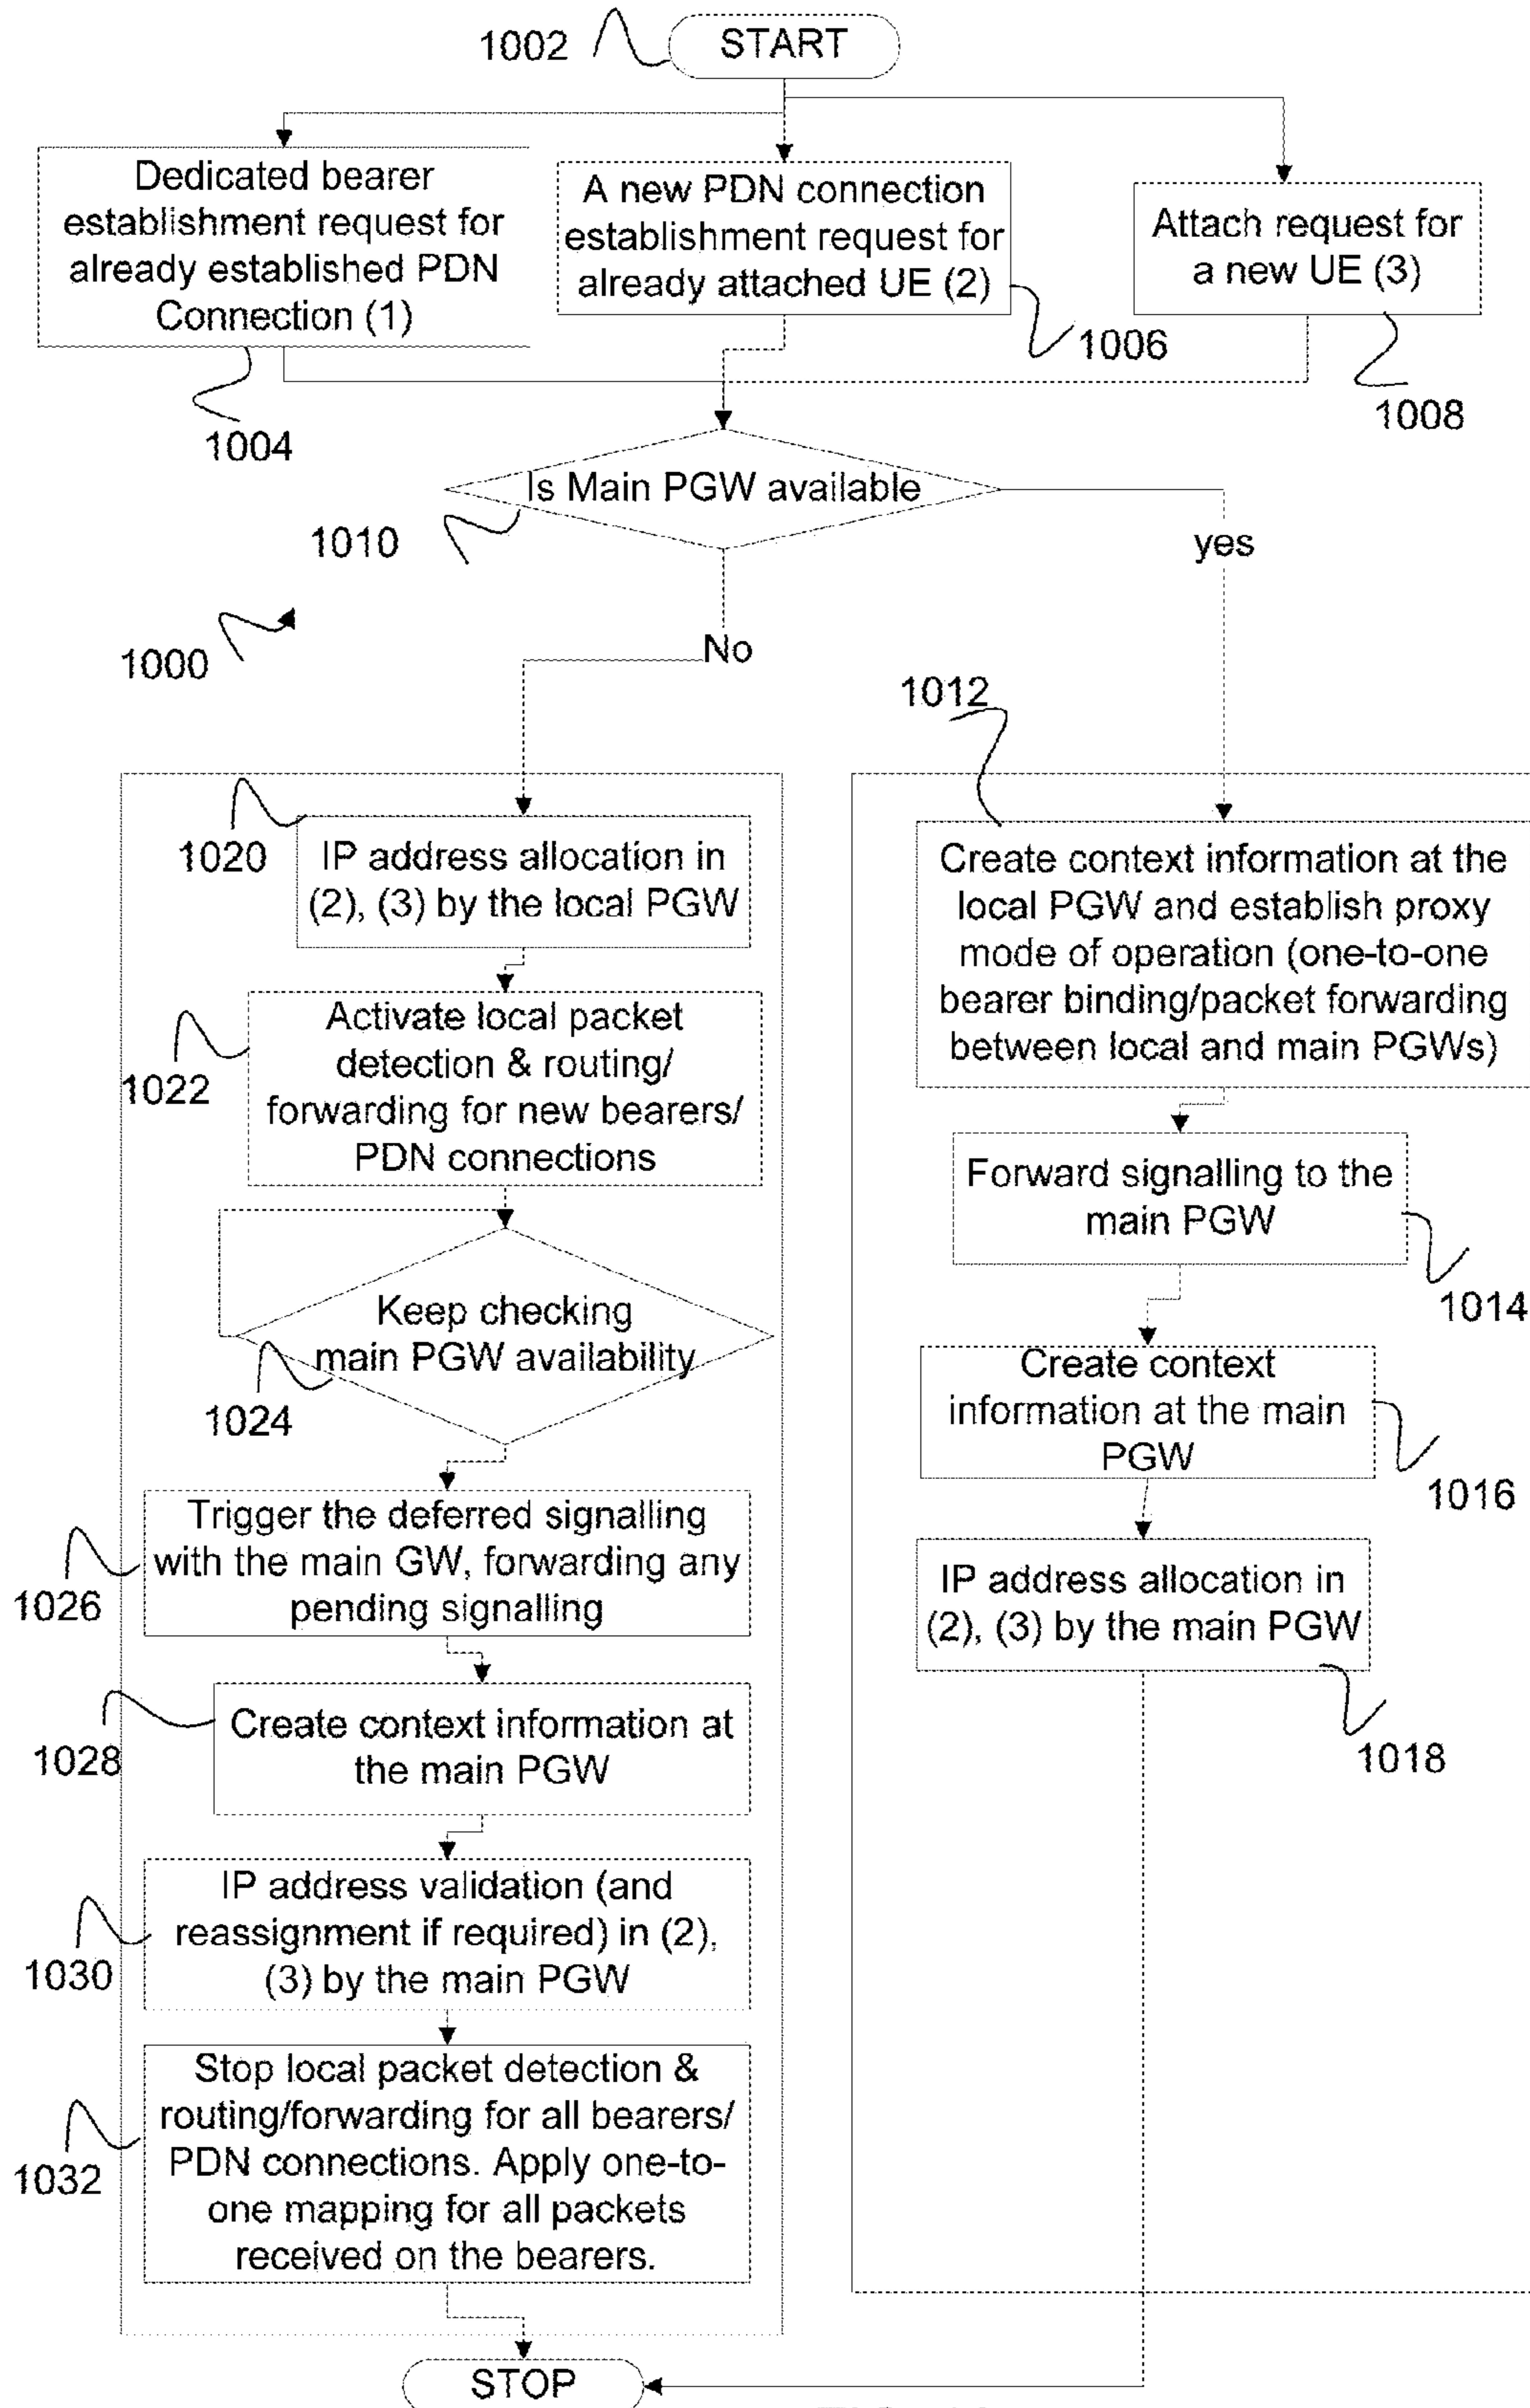 1002
START
Dedicated bearer
establishment request for
already established PDN
Connection (1)
A new PDN connection
establishment request for
already attached UE (2)
Attach request for
a new UE (3)
1006
1008
1004
Is Main PGW available
1010
yes
1000
No
1012
1020
IP address allocation in
(2), (3) by the local PGW
Activate local packet
detection & routing/
forwarding for new bearers/
PDN connections
1022
Keep checking
main PGW availability
1024
Trigger the deferred signalling
with the main GW, forwarding any
pending signalling
1026
Create context information at
the main PGW
1028
IP address validation (and
reassignment if required) in (2),
(3) by the main PGW
1030
Stop local packet detection &
routing/forwarding for all bearers/
PDN connections. Apply one-to-
one mapping for all packets
received on the bearers.
1032
Create context information at the
local PGW and establish proxy
mode of operation (one-to-one
bearer binding/packet forwarding
between local and main PGWs)
Forward signalling to the
main PGW
1014
Create context
information at the main
PGW
1016
IP address allocation in
(2), (3) by the main PGW
1018
STOP